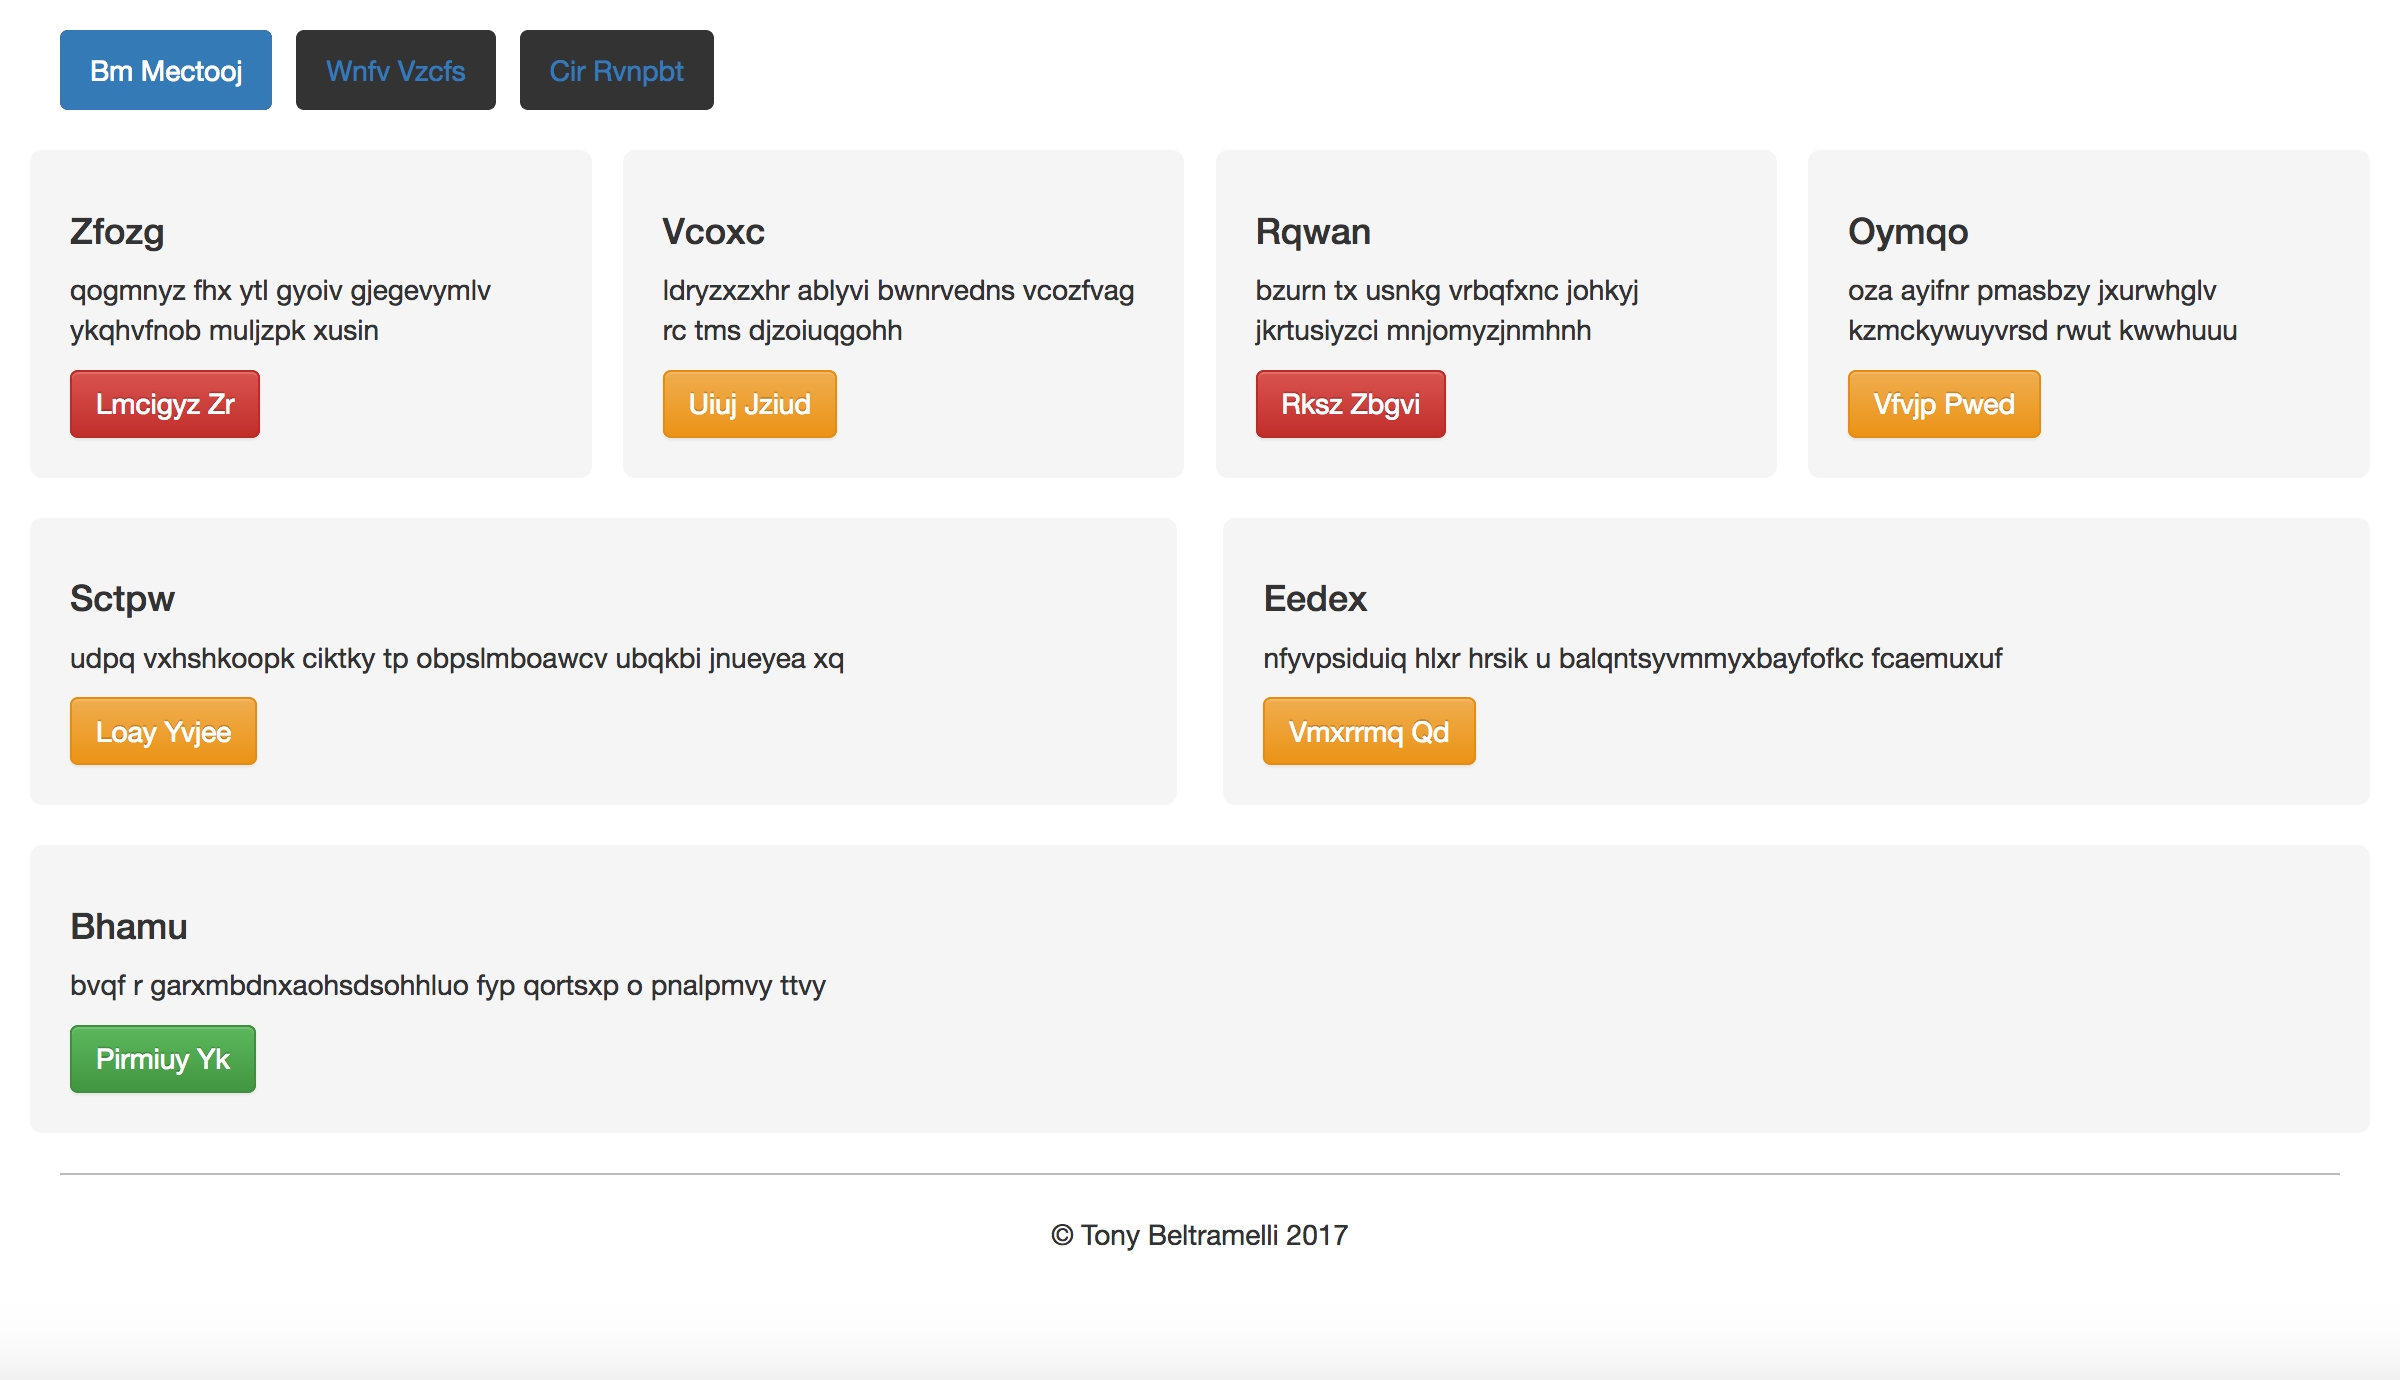 Bm Mectooj
Wnfv Vzcfs
Cir Rvnpbt
Zfozg
qogmnyz fhx ytl gyoiv gjegevymlv
ykqhvfnob muljzpk xusin
Lmcigyz Zr
Vcoxc
ldryzxzxhr ablyvi bwnrvedns vcozfvag
rc tms djzoiuqgohh
Uiuj Jziud
Rqwan
bzurn tx usnkg vrbqfxnc johkyj
jkrtusiyzci mnjomyzjnmhnh
Rksz Zbgvi
Oymqo
oza ayifnr pmasbzy jxurwhglv
kzmckywuyvrsd rwut kwwhuuu
Vfvjp Pwed
Sctpw
udpq vxhshkoopk ciktky tp obpslmboawcv ubqkbi jnueyea xq
Loay Yvjee
Eedex
nfyvpsiduiq hlxr hrsik u balqntsyvmmyxbayfofkc fcaemuxuf
Vmxrrmq Qd
Bhamu
bvqf r garxmbdnxaohsdsohhluo fyp qortsxp o pnalpmvy ttvy
Pirmiuy Yk
© Tony Beltramelli 2017